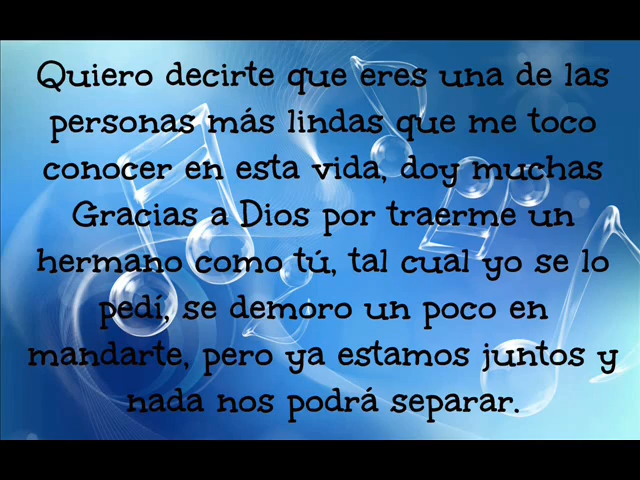 Quiero decirte que eres una de las
personas más lindas que me toco
conocer en esta vida, doy muchas
Gracias a Dios por traerme un
hermano como tú, tal cual yo se lo
pedí, se demoro un poco en
mandarte, pero ya estamos juntos y
nada nos podrá separar.